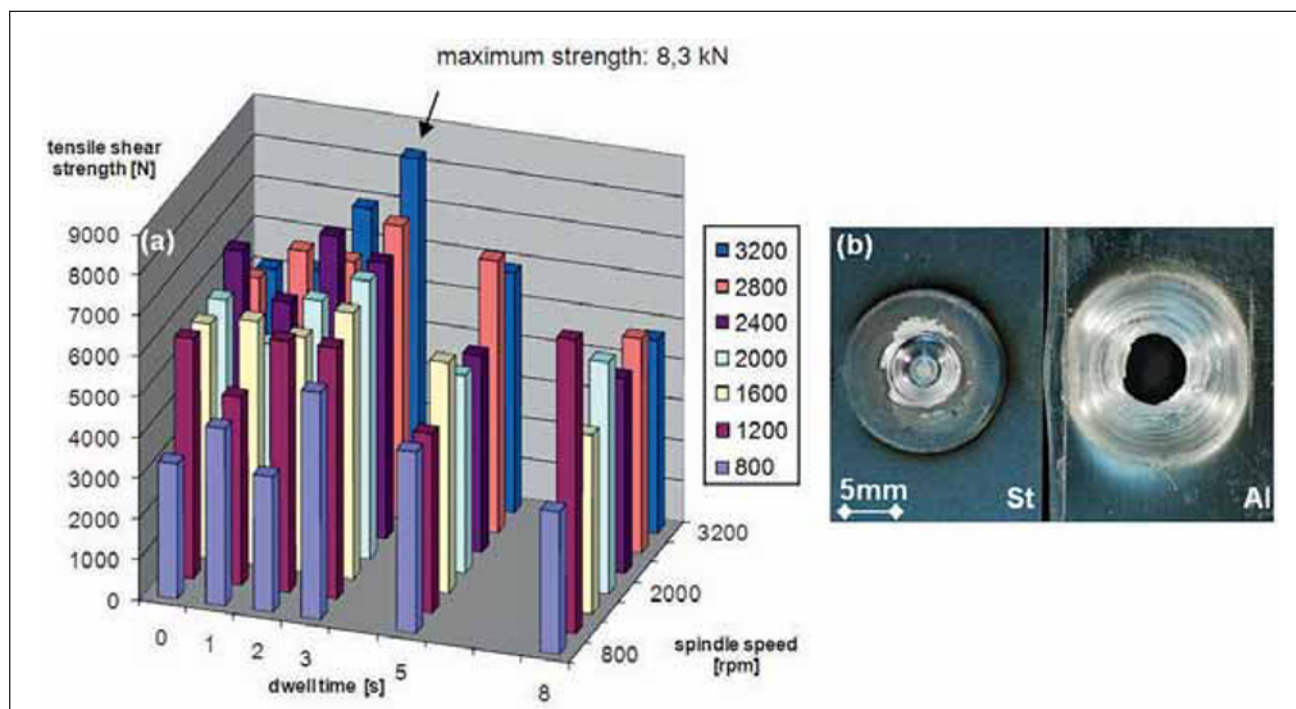 maximum strength: 8,3 kN
tensile shear
strength [N]
(a)
9000
8000
7000
6000
5000
4000
3000
2000
1000
0
0
1
2
3
5
8
dwell time [s]
800
2000
3200
spindle speed
[rpm]
3200
2800
2400
2000
1600
1200
800
(b)
5mm
St
Al